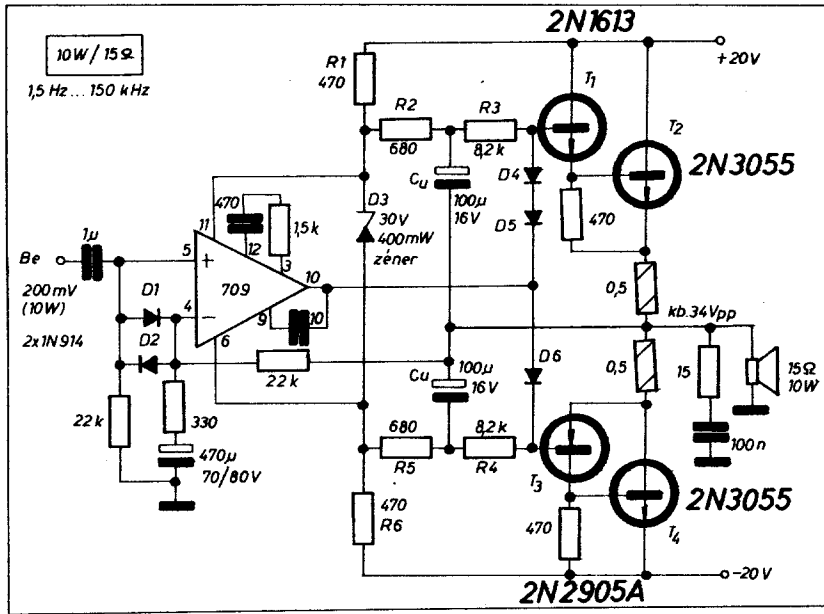 2N1613
10W/15Ω
1,5 Hz ... 150 kHz
+20V
R1
470
T1
R2
R3
680
8,2k
T2
2N3055
D4
Cu
100µ
16V
D5
470
D3
30V
400mW
zéner
470
1,5k
11
12
3
1µ
Be
5
+
709
10
200mV
(10W)
D1
4
−
9
10
6
0,5
kb.34Vpp
2x1N914
D2
22k
100µ
16V
Cu
D6
0,5
15
15Ω
10W
22k
330
470µ
70/80V
680
R5
8,2k
R4
100n
T3
2N3055
T4
470
R6
470
−20V
2N2905A